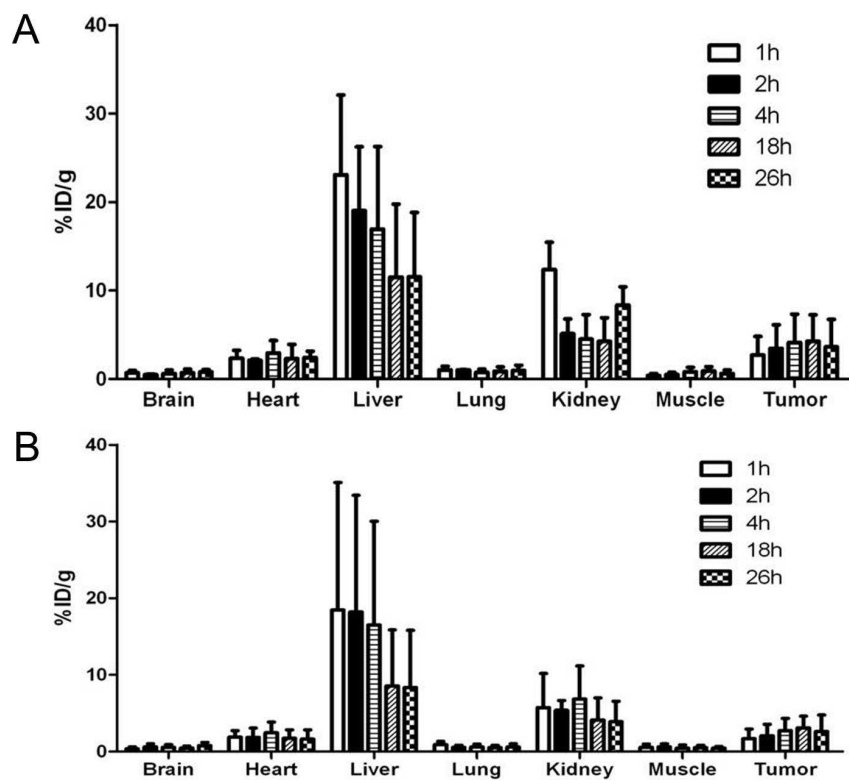 A
40
30
20
10
0
%ID/g
1h
2h
4h
18h
26h
Brain Heart Liver Lung Kidney Muscle Tumor
B
40
30
20
10
0
%ID/g
1h
2h
4h
18h
26h
Brain Heart Liver Lung Kidney Muscle Tumor